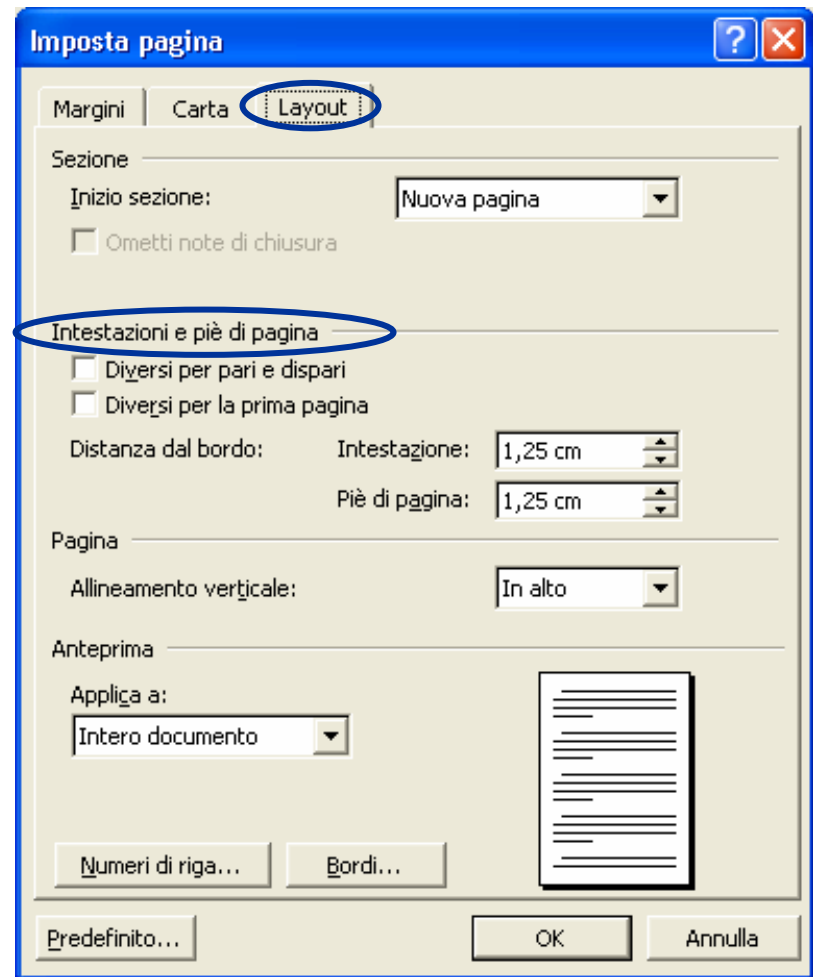 Imposta pagina
Margini Carta Layout
Sezione
Inizio sezione: Nuova pagina
Ometti note di chiusura
Intestazioni e piè di pagina
Diversi per pari e dispari
Diversi per la prima pagina
Distanza dal bordo: Intestazione: 1,25 cm
Piè di pagina: 1,25 cm
Pagina
Allineamento verticale: In alto
Anteprima
Applica a:
Intero documento
Numeri di riga... Bordi...
Predefinito... OK Annulla